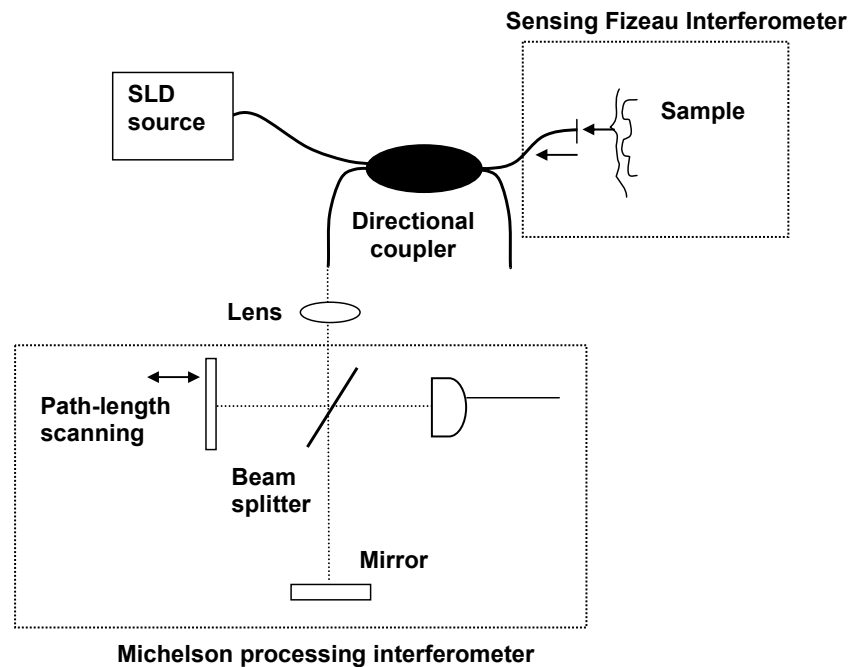 Sensing Fizeau Interferometer
SLD
source
Sample
Directional
coupler
Lens
Path-length
scanning
Beam
splitter
Mirror
Michelson processing interferometer